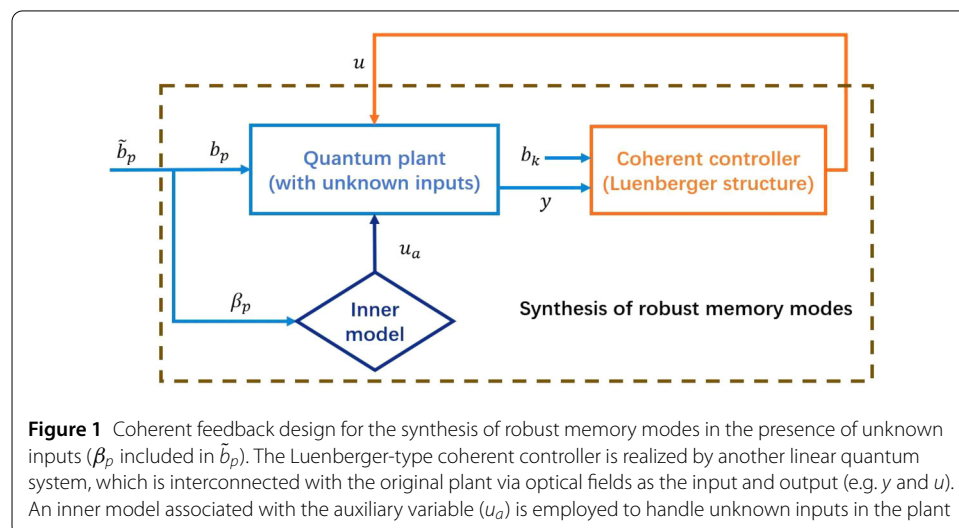 u
b̃ₚ
bₚ
Quantum plant
(with unknown inputs)
bₖ
y
Coherent controller
(Luenberger structure)
uₐ
βₚ
Inner
model
Synthesis of robust memory modes
Figure 1 Coherent feedback design for the synthesis of robust memory modes in the presence of unknown
inputs (βₚ included in b̃ₚ). The Luenberger-type coherent controller is realized by another linear quantum
system, which is interconnected with the original plant via optical fields as the input and output (e.g. y and u).
An inner model associated with the auxiliary variable (uₐ) is employed to handle unknown inputs in the plant